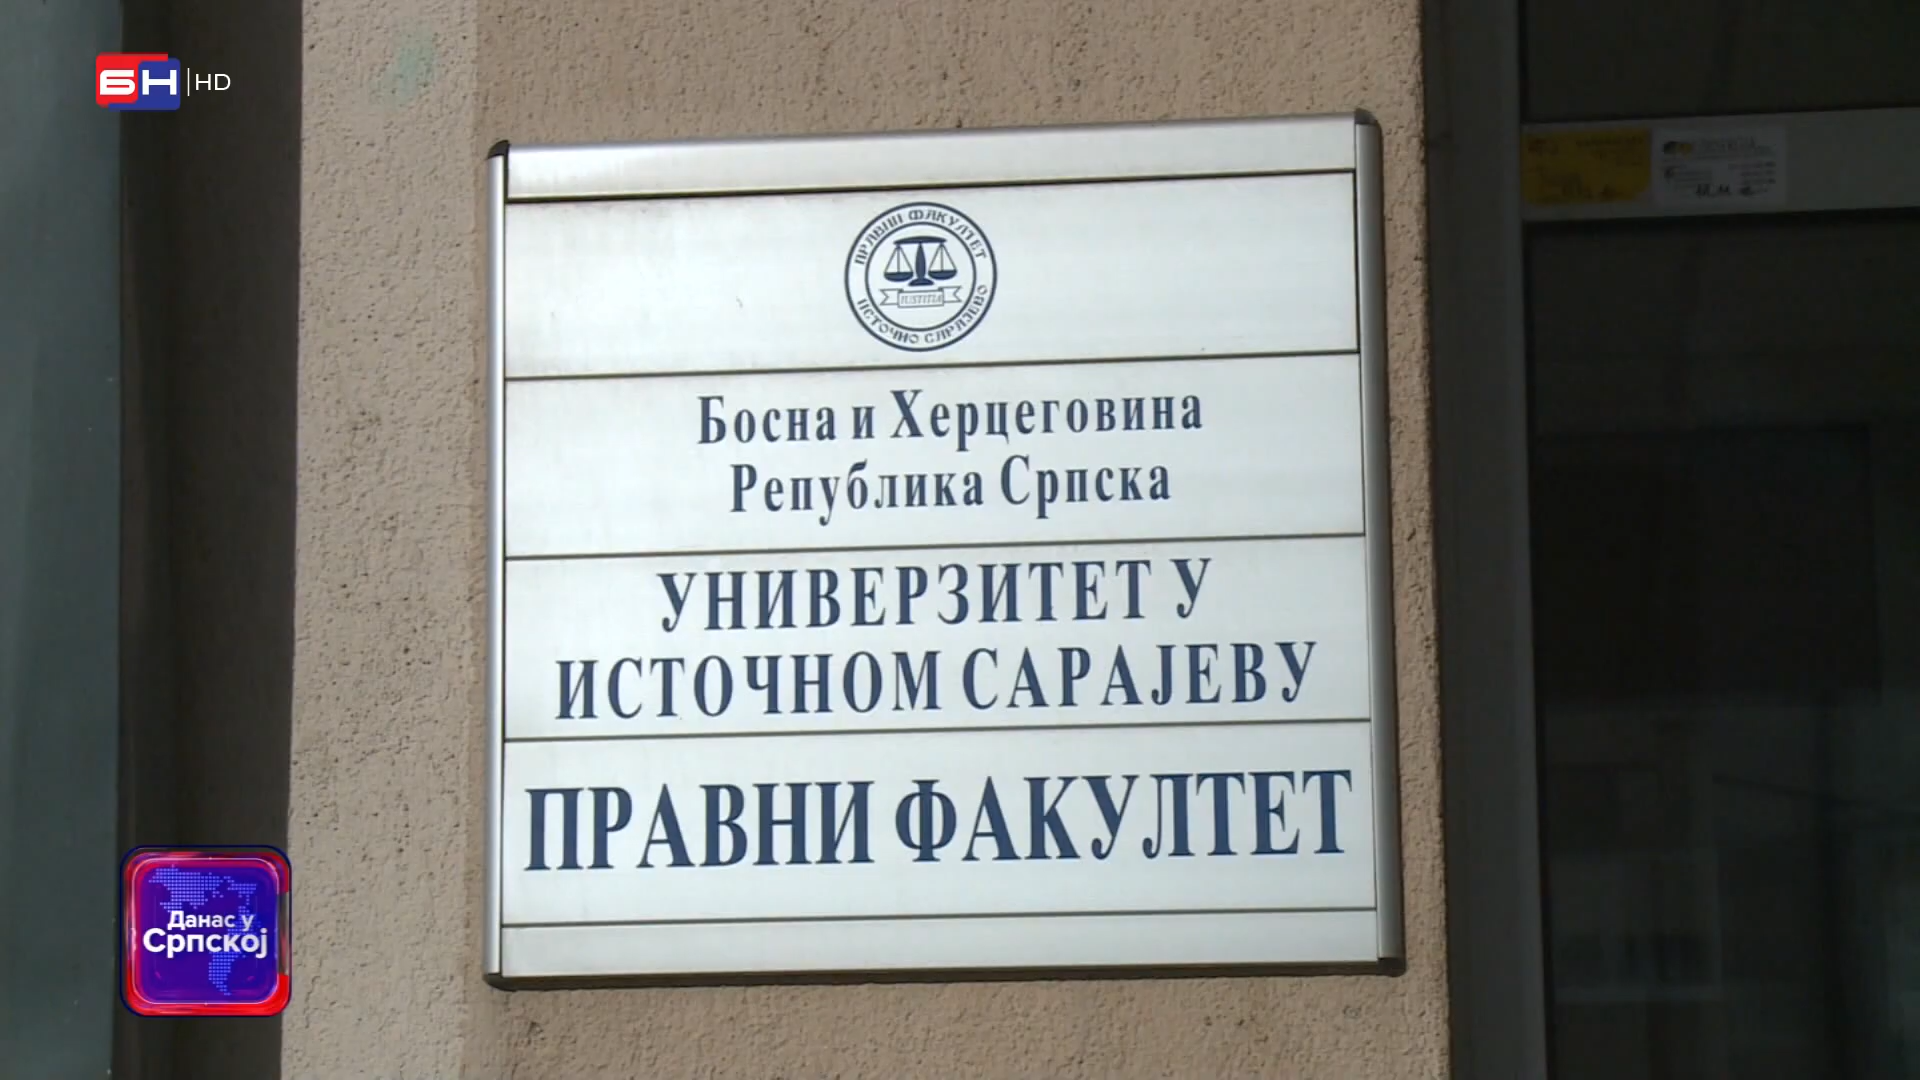 БН HD
ПРАВНИ ФАКУЛТЕТ
IUSTITIA
ИСТОЧНО САРАЈЕВО
Босна и Херцеговина
Република Српска
УНИВЕРЗИТЕТ У
ИСТОЧНОМ САРАЈЕВУ
ПРАВНИ ФАКУЛТЕТ
Данас у
Српској